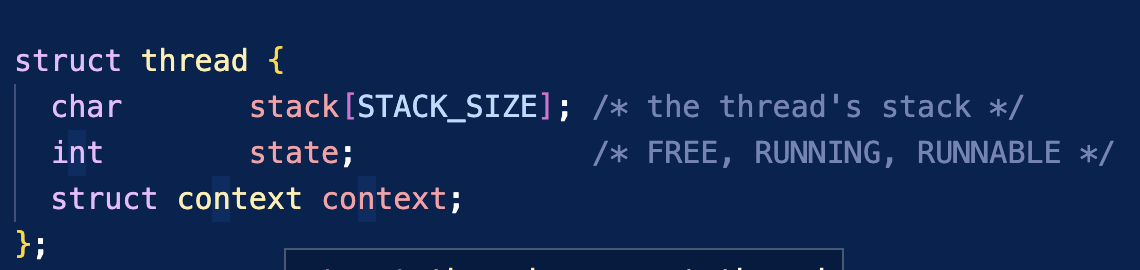 struct thread {
  char       stack[STACK_SIZE]; /* the thread's stack */
  int        state;             /* FREE, RUNNING, RUNNABLE */
  struct context context;
};